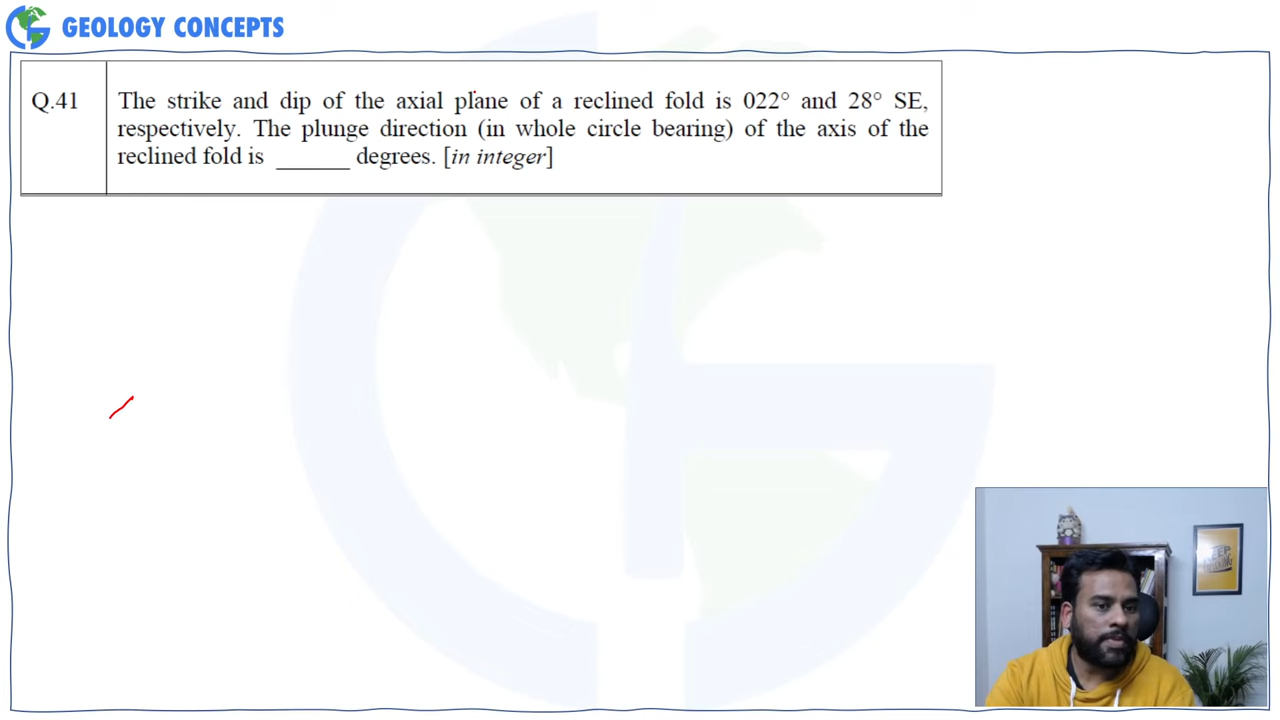 GEOLOGY CONCEPTS
Q.41
The strike and dip of the axial plane of a reclined fold is 022° and 28° SE,
respectively. The plunge direction (in whole circle bearing) of the axis of the
reclined fold is ______ degrees. [in integer]